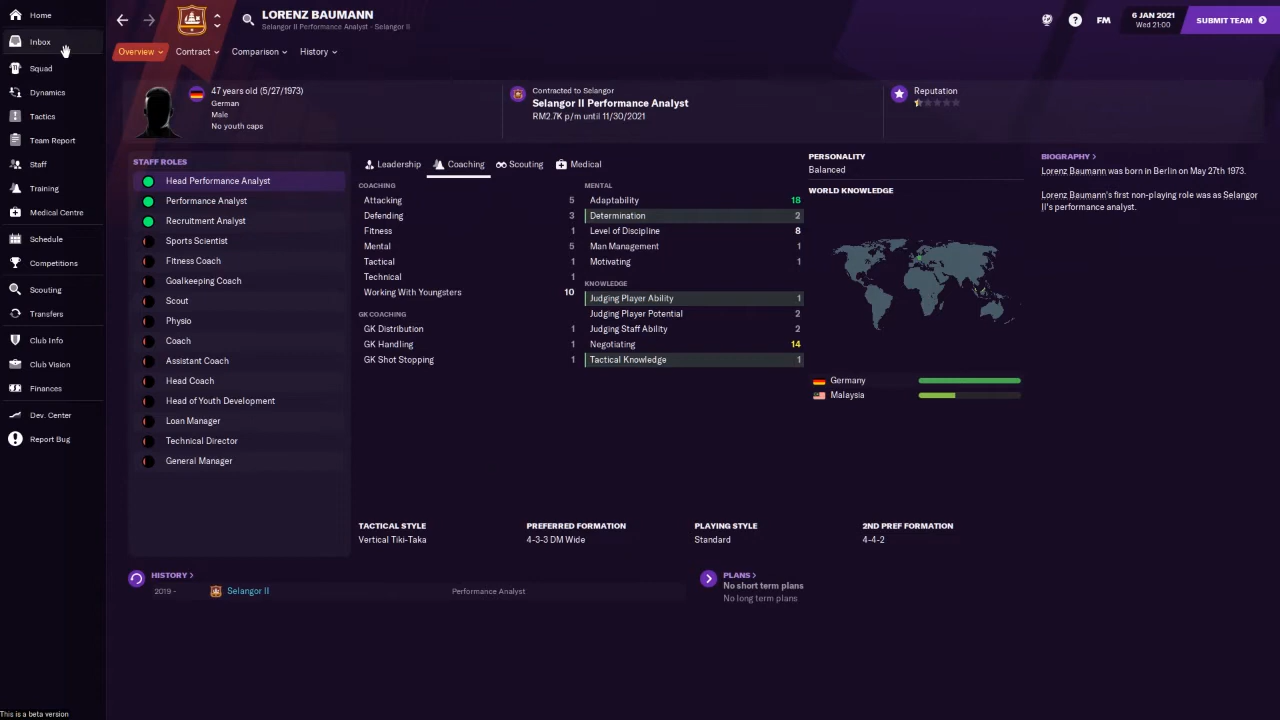 Home
Inbox
Squad
Dynamics
Tactics
Team Report
Staff
Training
Medical Centre
Schedule
Competitions
Scouting
Transfers
Club Info
Club Vision
Finances
Dev. Center
Report Bug
This is a beta version
LORENZ BAUMANN
Selangor II Performance Analyst - Selangor II
FM
6 JAN 2021
Wed 21:00
SUBMIT TEAM
Overview
Contract
Comparison
History
47 years old (5/27/1973)
German
Male
No youth caps
Contracted to Selangor
Selangor II Performance Analyst
RM2.7K p/m until 11/30/2021
Reputation
STAFF ROLES
Head Performance Analyst
Performance Analyst
Recruitment Analyst
Sports Scientist
Fitness Coach
Goalkeeping Coach
Scout
Physio
Coach
Assistant Coach
Head Coach
Head of Youth Development
Loan Manager
Technical Director
General Manager
Leadership
Coaching
Scouting
Medical
COACHING
Attacking 5
Defending 3
Fitness 1
Mental 5
Tactical 1
Technical 1
Working With Youngsters 10
GK COACHING
GK Distribution 1
GK Handling 1
GK Shot Stopping 1
MENTAL
Adaptability 18
Determination 2
Level of Discipline 8
Man Management 1
Motivating 1
KNOWLEDGE
Judging Player Ability 1
Judging Player Potential 2
Judging Staff Ability 2
Negotiating 14
Tactical Knowledge 1
PERSONALITY
Balanced
WORLD KNOWLEDGE
Germany
Malaysia
BIOGRAPHY >
Lorenz Baumann was born in Berlin on May 27th 1973.
Lorenz Baumann's first non-playing role was as Selangor
II's performance analyst.
TACTICAL STYLE
Vertical Tiki-Taka
PREFERRED FORMATION
4-3-3 DM Wide
PLAYING STYLE
Standard
2ND PREF FORMATION
4-4-2
HISTORY >
2019 - Selangor II Performance Analyst
PLANS >
No short term plans
No long term plans